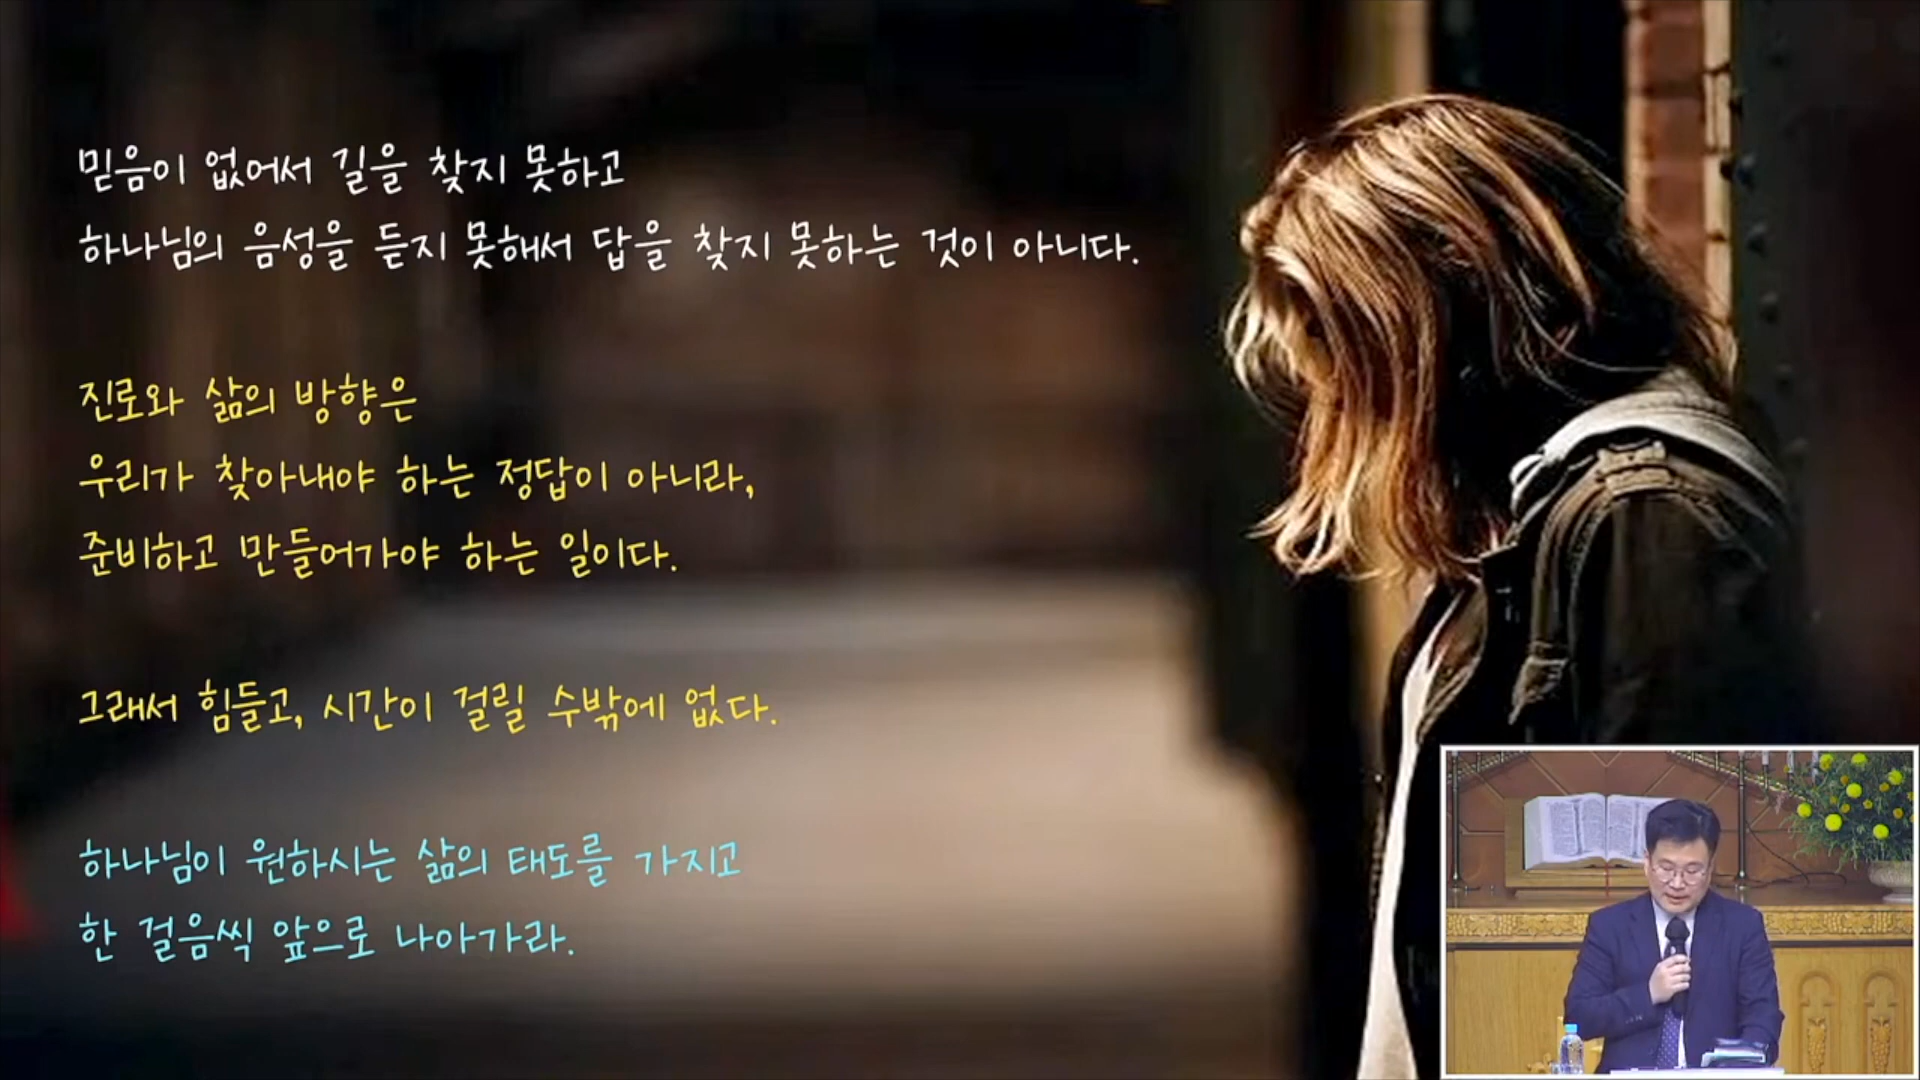 믿음이 없어서 길을 찾지 못하고
하나님의 음성을 듣지 못해서 답을 찾지 못하는 것이 아니다.
진로와 삶의 방향은
우리가 찾아내야 하는 정답이 아니라,
준비하고 만들어가야 하는 일이다.
그래서 힘들고, 시간이 걸릴 수밖에 없다.
하나님이 원하시는 삶의 태도를 가지고
한 걸음씩 앞으로 나아가라.